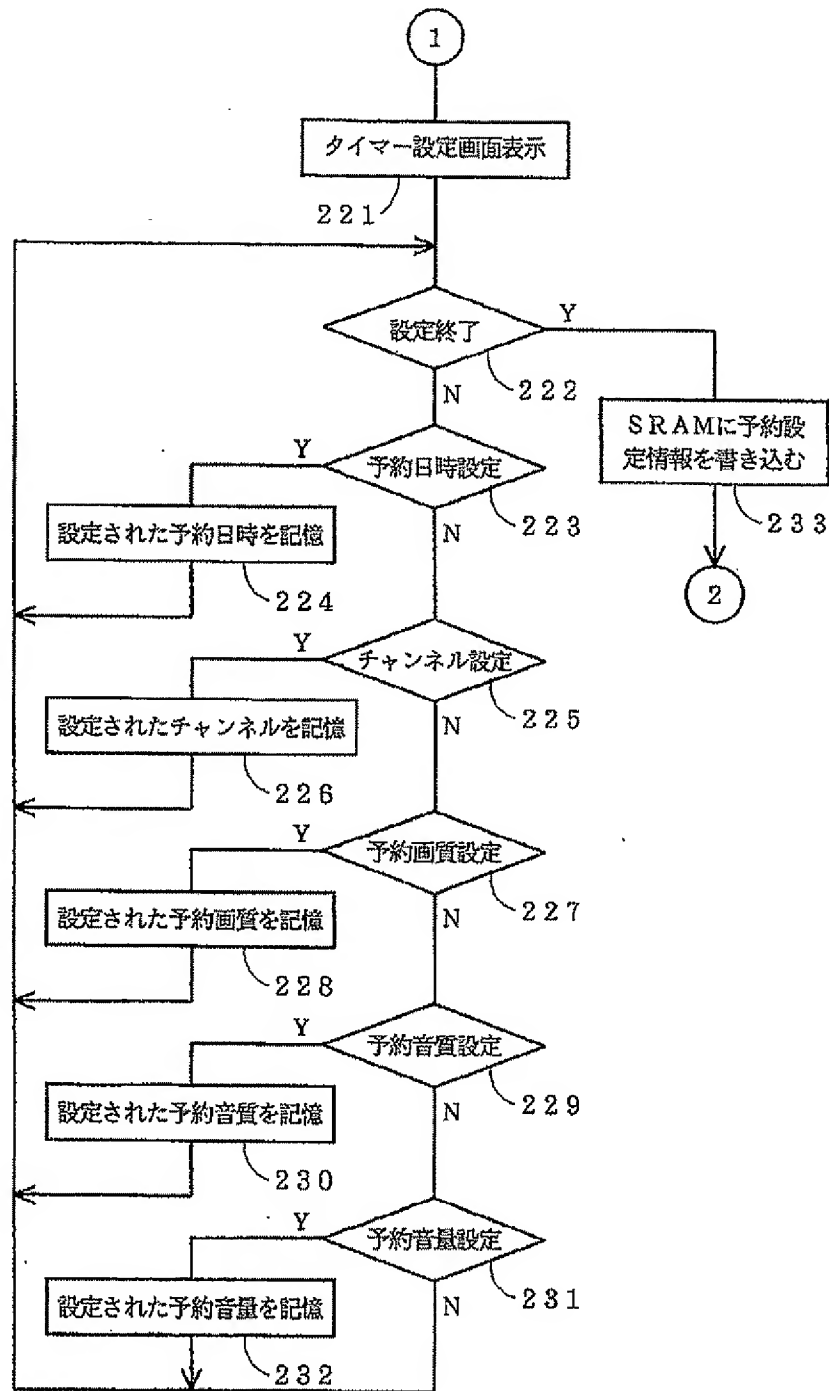 1
タイマー設定画面表示
221
設定終了
Y
222
N
SRAMに予約設
定情報を書き込む
233
2
予約日時設定
Y
223
N
設定された予約日時を記憶
224
チャンネル設定
Y
225
N
設定されたチャンネルを記憶
226
予約画質設定
Y
227
N
設定された予約画質を記憶
228
予約音質設定
Y
229
N
設定された予約音質を記憶
230
予約音量設定
Y
231
N
設定された予約音量を記憶
232